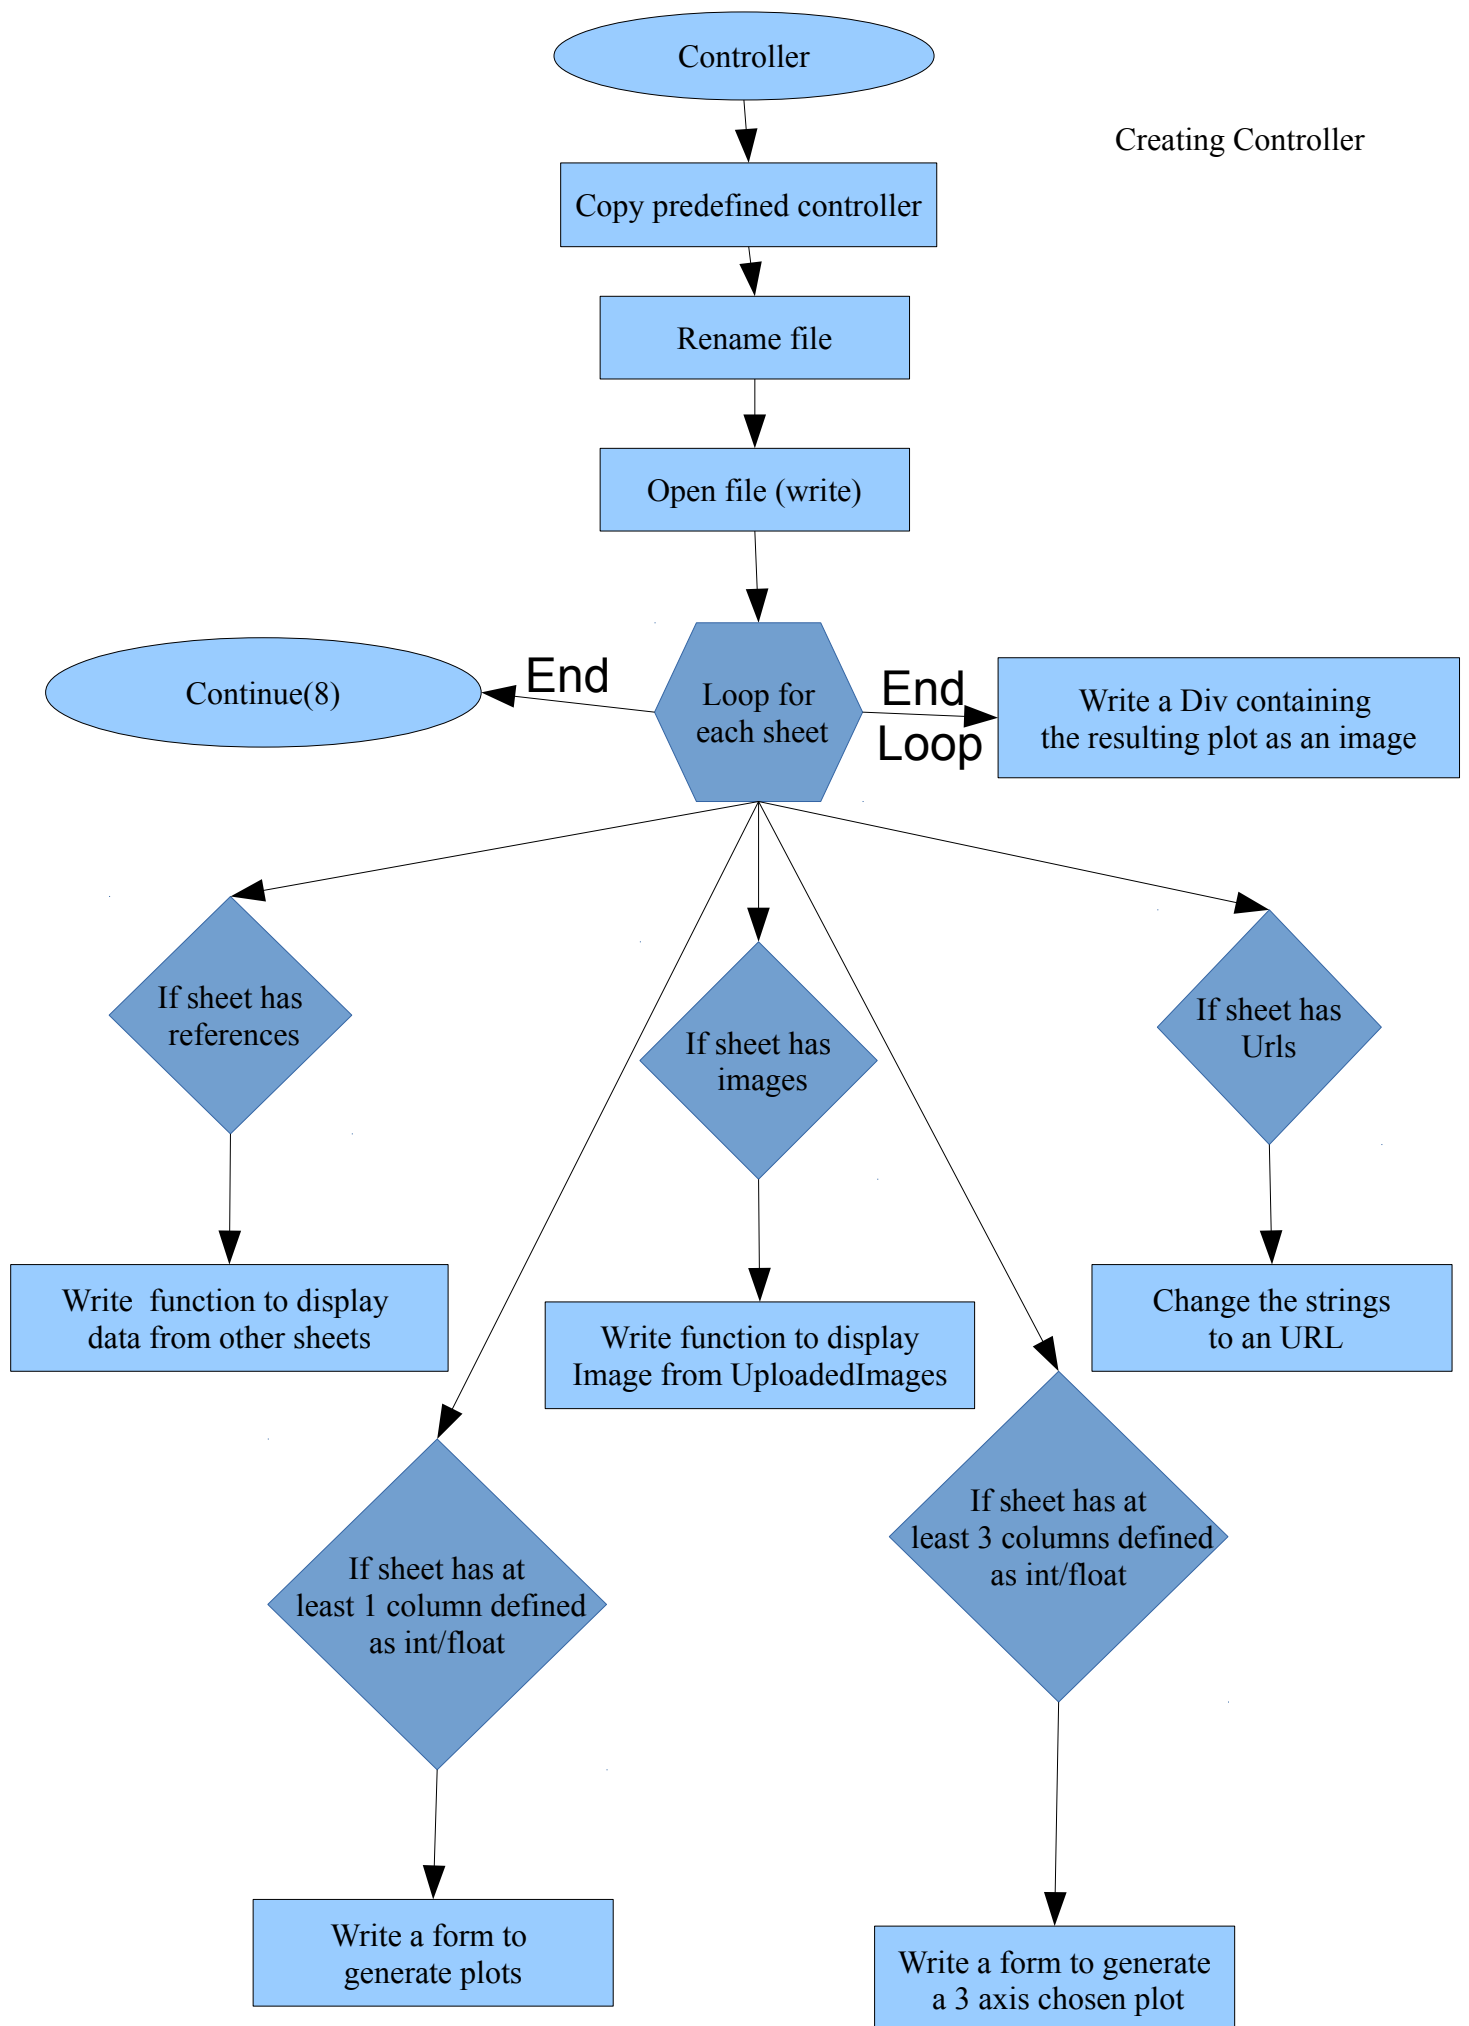 Controller
Creating Controller
Copy predefined controller
Rename file
Open file (write)
Continue(8)
End
Loop for
each sheet
End
Loop
Write a Div containing
the resulting plot as an image
If sheet has
references
If sheet has
images
If sheet has
Urls
Write  function to display
data from other sheets
Write function to display
Image from UploadedImages
Change the strings
to an URL
If sheet has at
least 1 column defined
as int/float
If sheet has at
least 3 columns defined
as int/float
Write a form to
generate plots
Write a form to generate
a 3 axis chosen plot